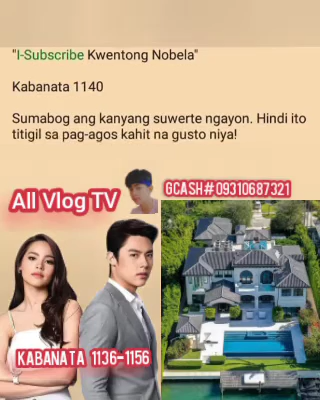 "I-Subscribe Kwentong Nobela"
Kabanata 1140
Sumabog ang kanyang suwerte ngayon. Hindi ito
titigil sa pag-agos kahit na gusto niya!
All Vlog TV
GCASH#09310687321
KABANATA 1136-1156